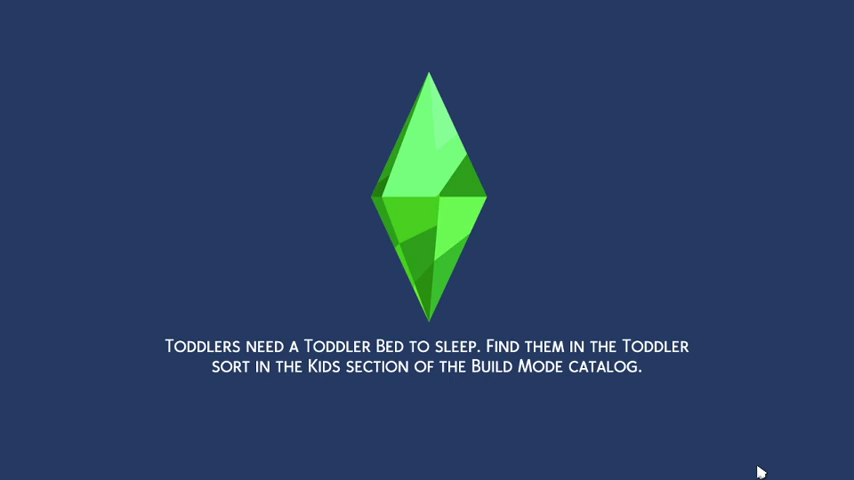 Toddlers need a Toddler Bed to sleep. Find them in the Toddler
sort in the Kids section of the Build Mode catalog.